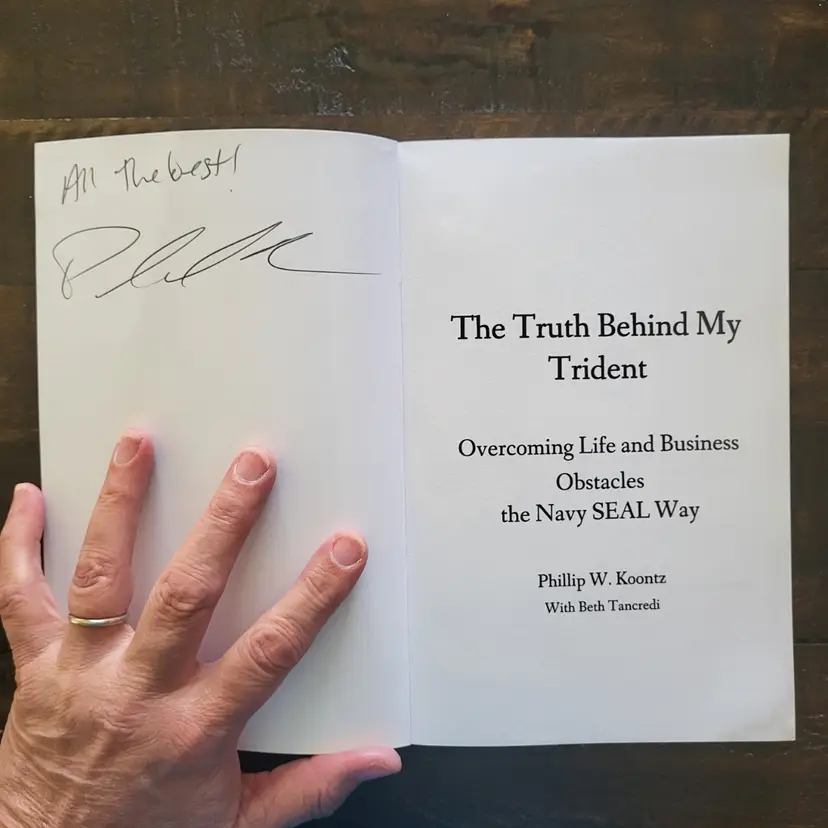 All the best!
The Truth Behind My
Trident
Overcoming Life and Business
Obstacles
the Navy SEAL Way
Phillip W. Koontz
With Beth Tancredi